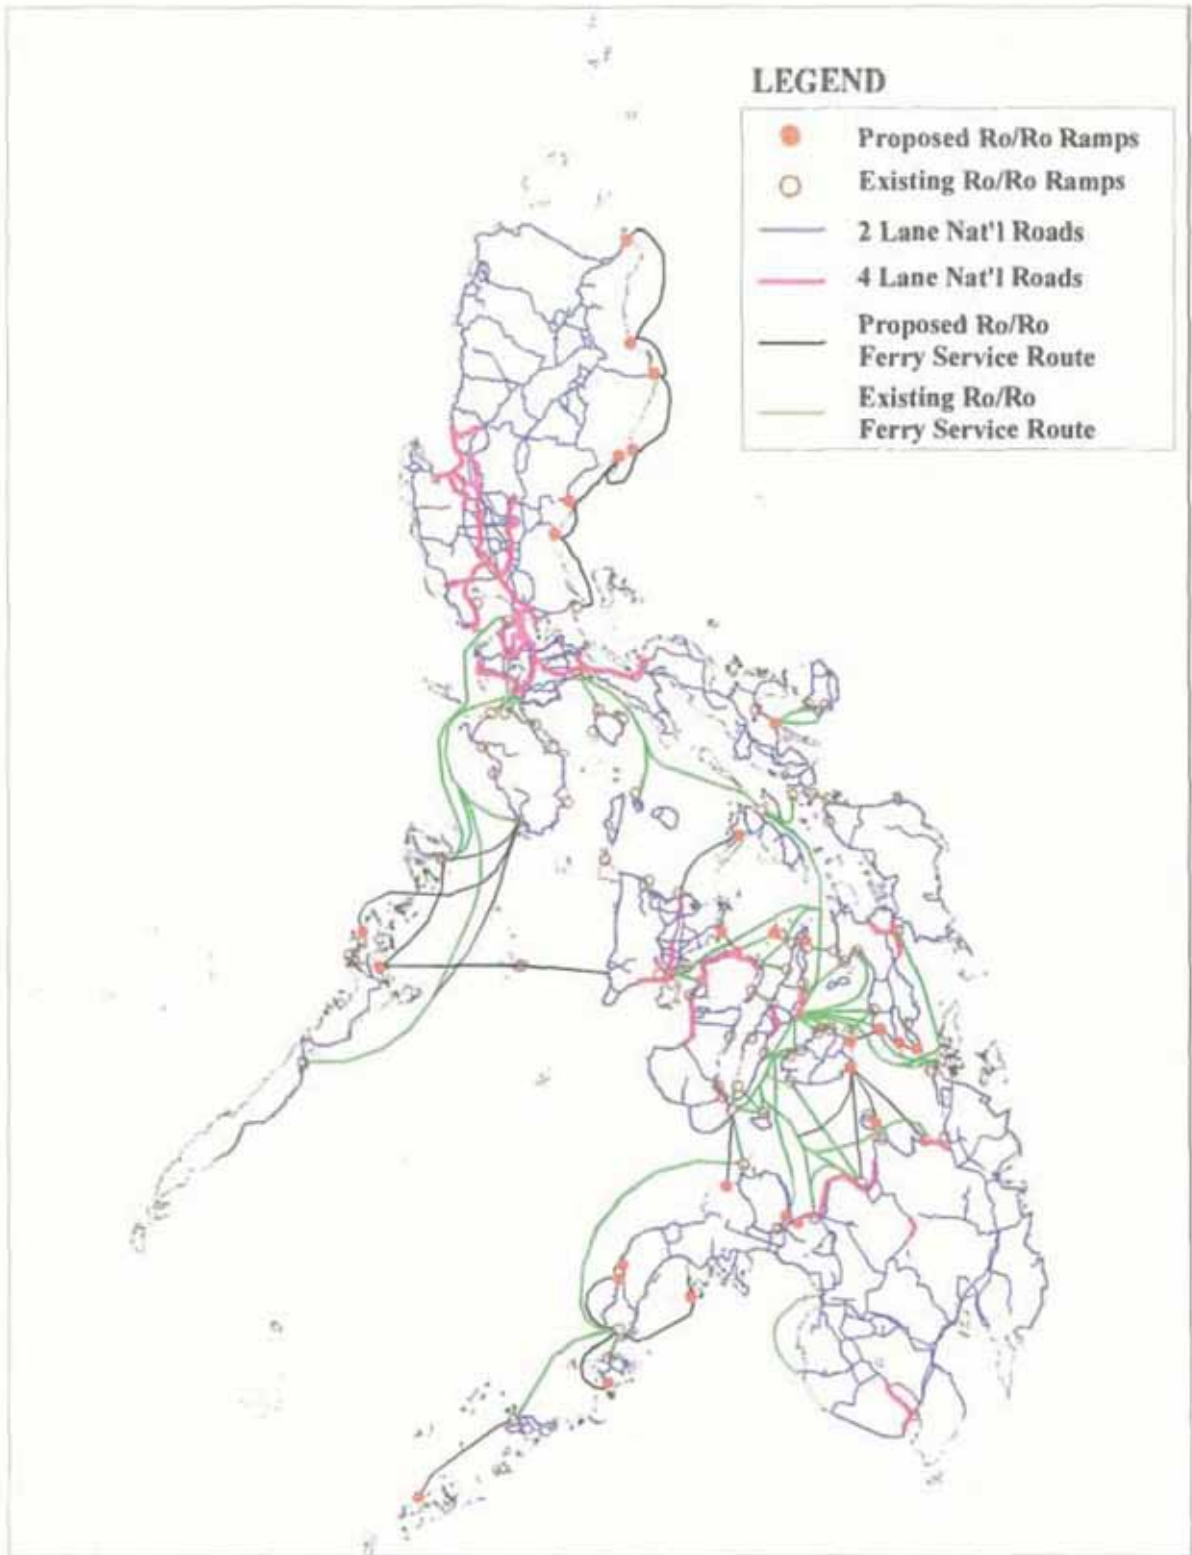 LEGEND
Proposed Ro/Ro Ramps
Existing Ro/Ro Ramps
2 Lane Nat'l Roads
4 Lane Nat'l Roads
Proposed Ro/Ro
Ferry Service Route
Existing Ro/Ro
Ferry Service Route